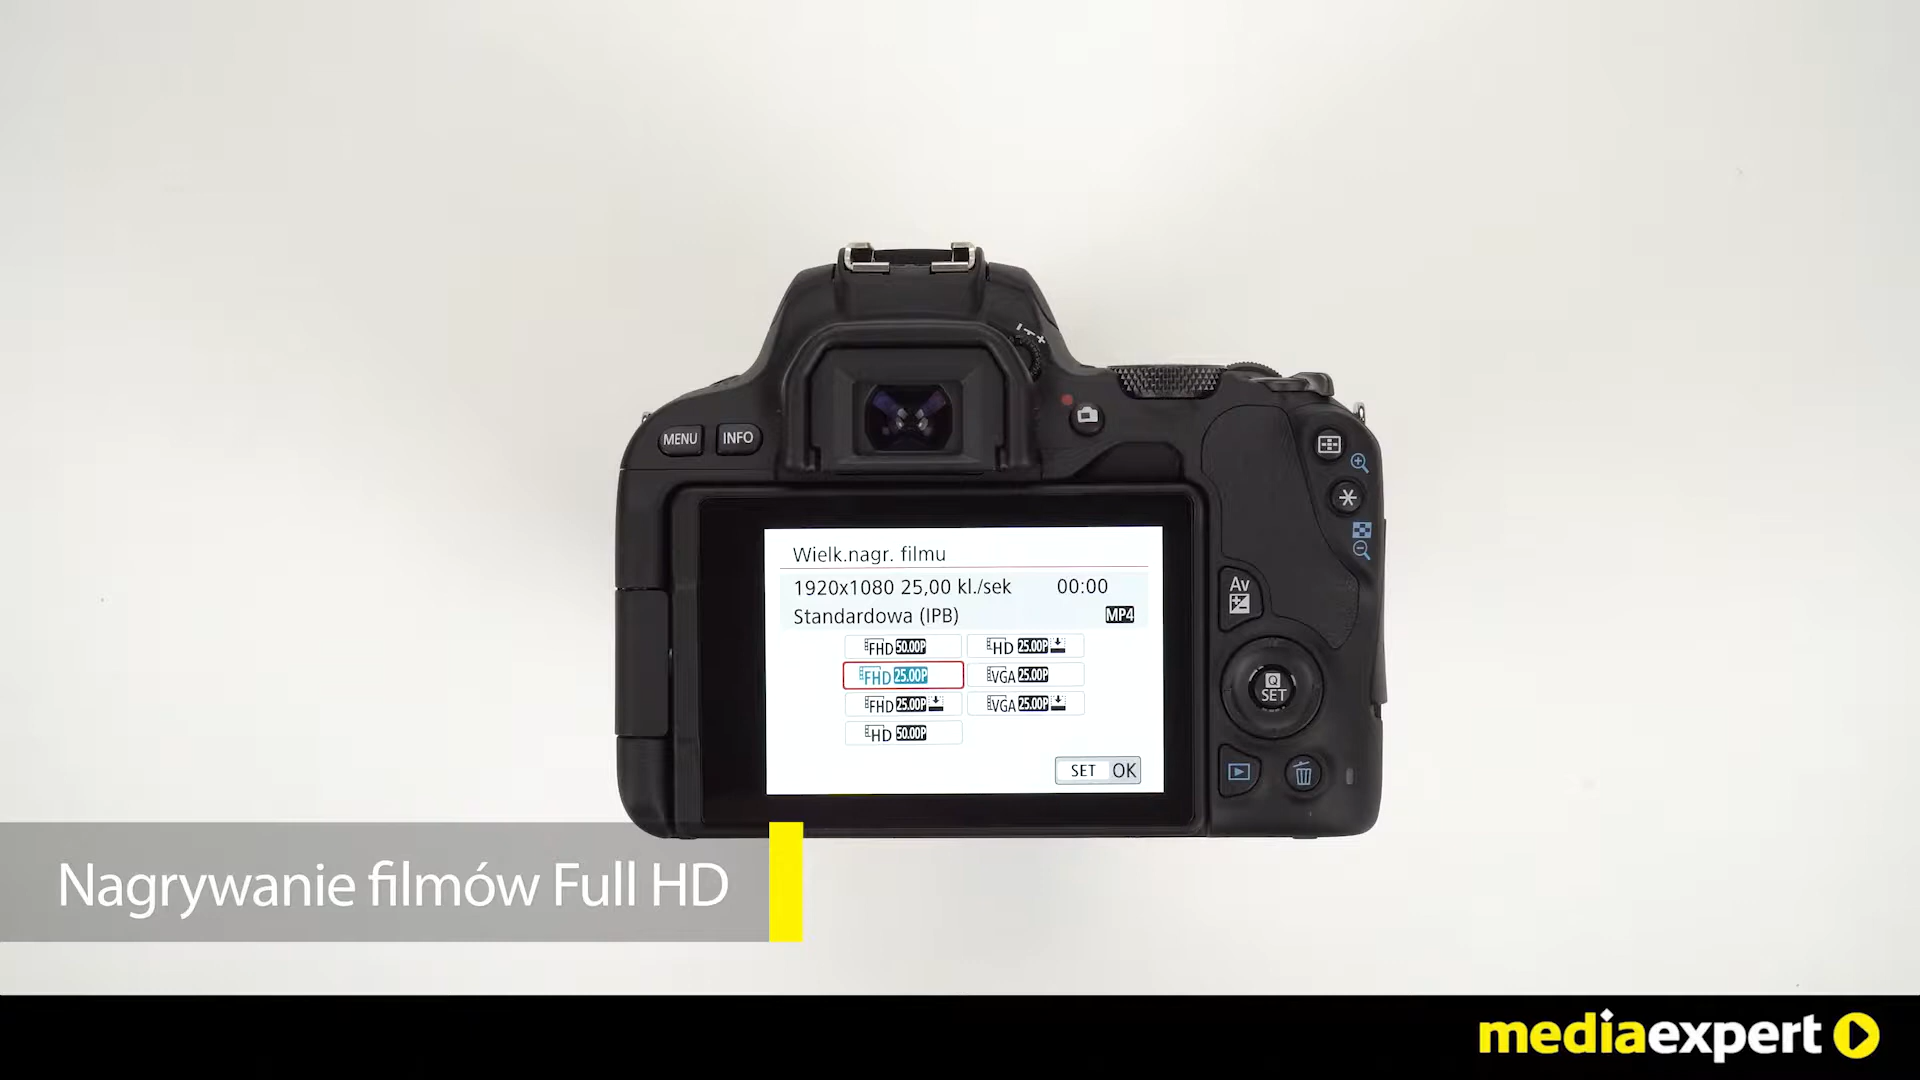 MENU
INFO
Wielk.nagr. filmu
1920x1080 25,00 kl./sek 00:00
Standardowa (IPB) MP4
FHD 50.00P
HD 25.00P
FHD 25.00P
VGA 25.00P
FHD 25.00P
VGA 25.00P
HD 50.00P
SET OK
Av
Q
SET
Nagrywanie filmów Full HD
mediaexpert